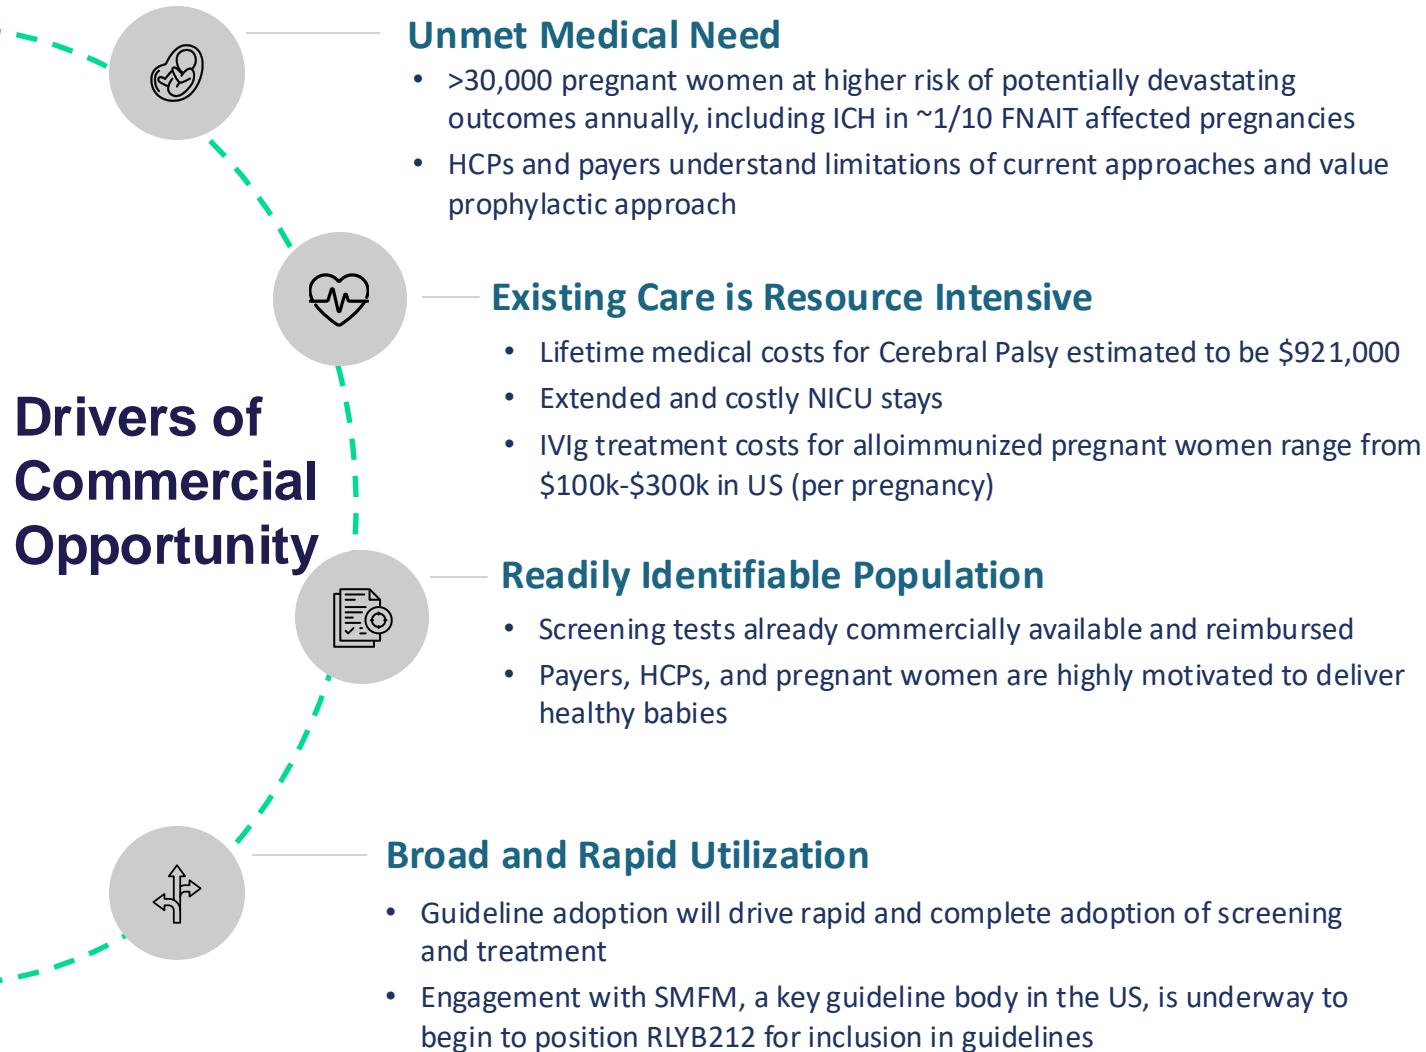 Drivers of
Commercial
Opportunity
Unmet Medical Need
• >30,000 pregnant women at higher risk of potentially devastating
outcomes annually, including ICH in ~1/10 FNAIT affected pregnancies
• HCPs and payers understand limitations of current approaches and value
prophylactic approach
Existing Care is Resource Intensive
• Lifetime medical costs for Cerebral Palsy estimated to be $921,000
• Extended and costly NICU stays
• IVIg treatment costs for alloimmunized pregnant women range from
$100k-$300k in US (per pregnancy)
Readily Identifiable Population
• Screening tests already commercially available and reimbursed
• Payers, HCPs, and pregnant women are highly motivated to deliver
healthy babies
Broad and Rapid Utilization
• Guideline adoption will drive rapid and complete adoption of screening
and treatment
• Engagement with SMFM, a key guideline body in the US, is underway to
begin to position RLYB212 for inclusion in guidelines